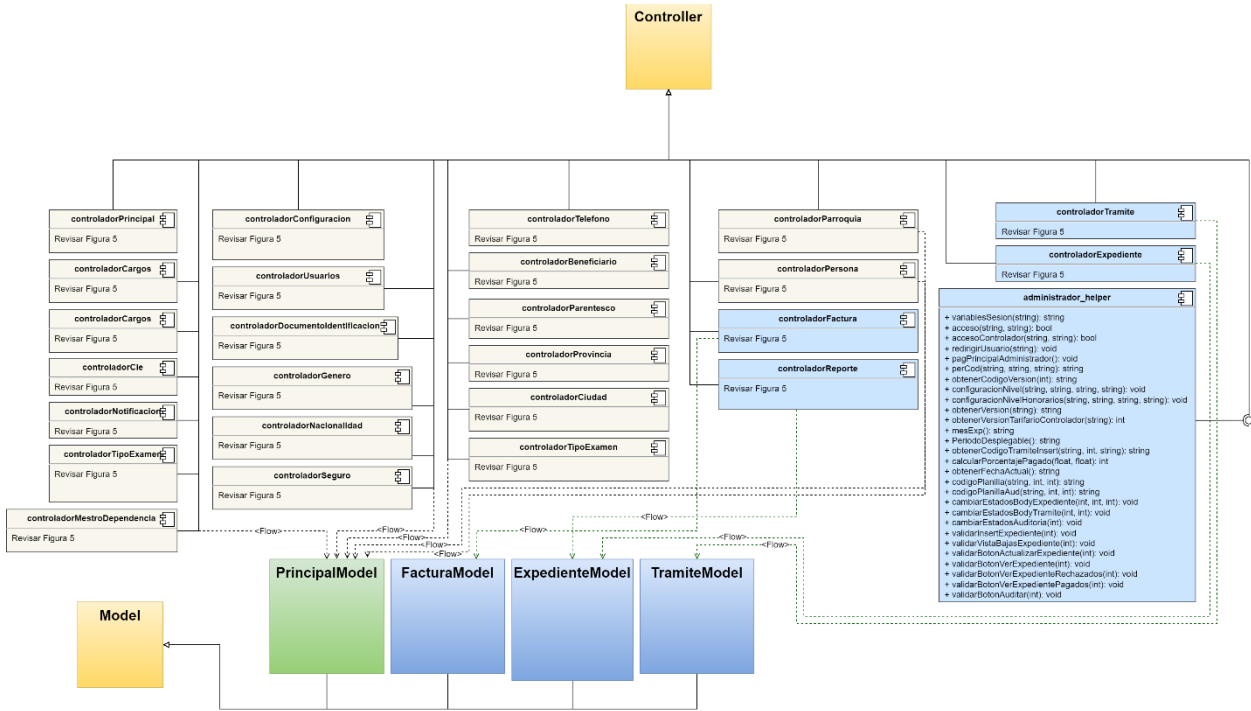 Controller
controladorPrincipal
Revisar Figura 5
controladorCargos
Revisar Figura 5
controladorCargos
Revisar Figura 5
controladorCie
Revisar Figura 5
controladorNotificacion
Revisar Figura 5
controladorTipoExamen
Revisar Figura 5
controladorMestroDependencia
Revisar Figura 5
controladorConfiguracion
Revisar Figura 5
controladorUsuarios
Revisar Figura 5
controladorDocumentoIdentificacion
Revisar Figura 5
controladorGenero
Revisar Figura 5
controladorNacionalidad
Revisar Figura 5
controladorSeguro
Revisar Figura 5
controladorTelefono
Revisar Figura 5
controladorBeneficiario
Revisar Figura 5
controladorParentesco
Revisar Figura 5
controladorProvincia
Revisar Figura 5
controladorCiudad
Revisar Figura 5
controladorTipoExamen
Revisar Figura 5
controladorParroquia
Revisar Figura 5
controladorPersona
Revisar Figura 5
controladorFactura
Revisar Figura 5
controladorReporte
Revisar Figura 5
controladorTramite
Revisar Figura 5
controladorExpediente
Revisar Figura 5
administrador_helper
+ variablesSesion(string): string
+ acceso(string, string): bool
+ accesoControlador(string, string): bool
+ redirigirUsuario(string): void
+ pagPrincipalAdministrador(): void
+ perCod(string, string, string): string
+ obtenerCodigoVersion(int): string
+ configuracionNivel(string, string, string, string): void
+ configuracionNivelHonorarios(string, string, string, string): void
+ obtenerVersion(string): string
+ obtenerVersionTarifarioControlador(string): int
+ mesExp(): string
+ PeriodoDesplegable(): string
+ obtenerCodigoTramiteInsert(string, int, string): string
+ calcularPorcentajePagado(float, float): int
+ obtenerFechaActual(): string
+ codigoPlanilla(string, int, int): string
+ codigoPlanillaAud(string, int, int): string
+ cambiarEstadosBodyExpediente(int, int, int): void
+ cambiarEstadosBodyTramite(int, int): void
+ cambiarEstadosAuditoria(int): void
+ validarInsertExpediente(int): void
+ validarVistaBajasExpediente(int): void
+ validarBotonActualizarExpediente(int): void
+ validarBotonVerExpediente(int): void
+ validarBotonVerExpedienteRechazados(int): void
+ validarBotonVerExpedientePagados(int): void
+ validarBotonAuditar(int): void
<Flow>
<Flow>
<Flow>
<Flow>
<Flow>
<Flow>
<Flow>
PrincipalModel
FacturaModel
ExpedienteModel
TramiteModel
Model